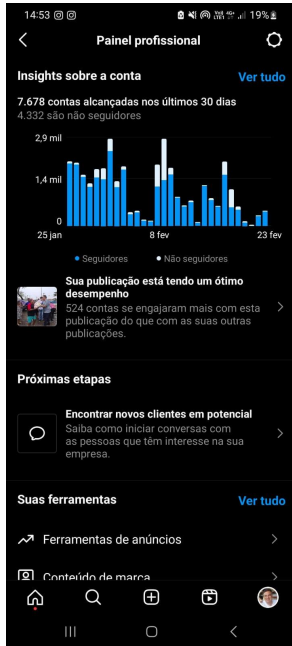 14:53
19%
Painel profissional
Insights sobre a conta Ver tudo
7.678 contas alcançadas nos últimos 30 dias
4.332 são não seguidores
2,9 mil
1,4 mil
0
25 jan 8 fev 23 fev
Seguidores Não seguidores
Sua publicação está tendo um ótimo
desempenho
524 contas se engajaram mais com esta
publicação do que com as suas outras
publicações.
Próximas etapas
Encontrar novos clientes em potencial
Saiba como iniciar conversas com
as pessoas que têm interesse na sua
empresa.
Suas ferramentas Ver tudo
Ferramentas de anúncios
Conteúdo de marca